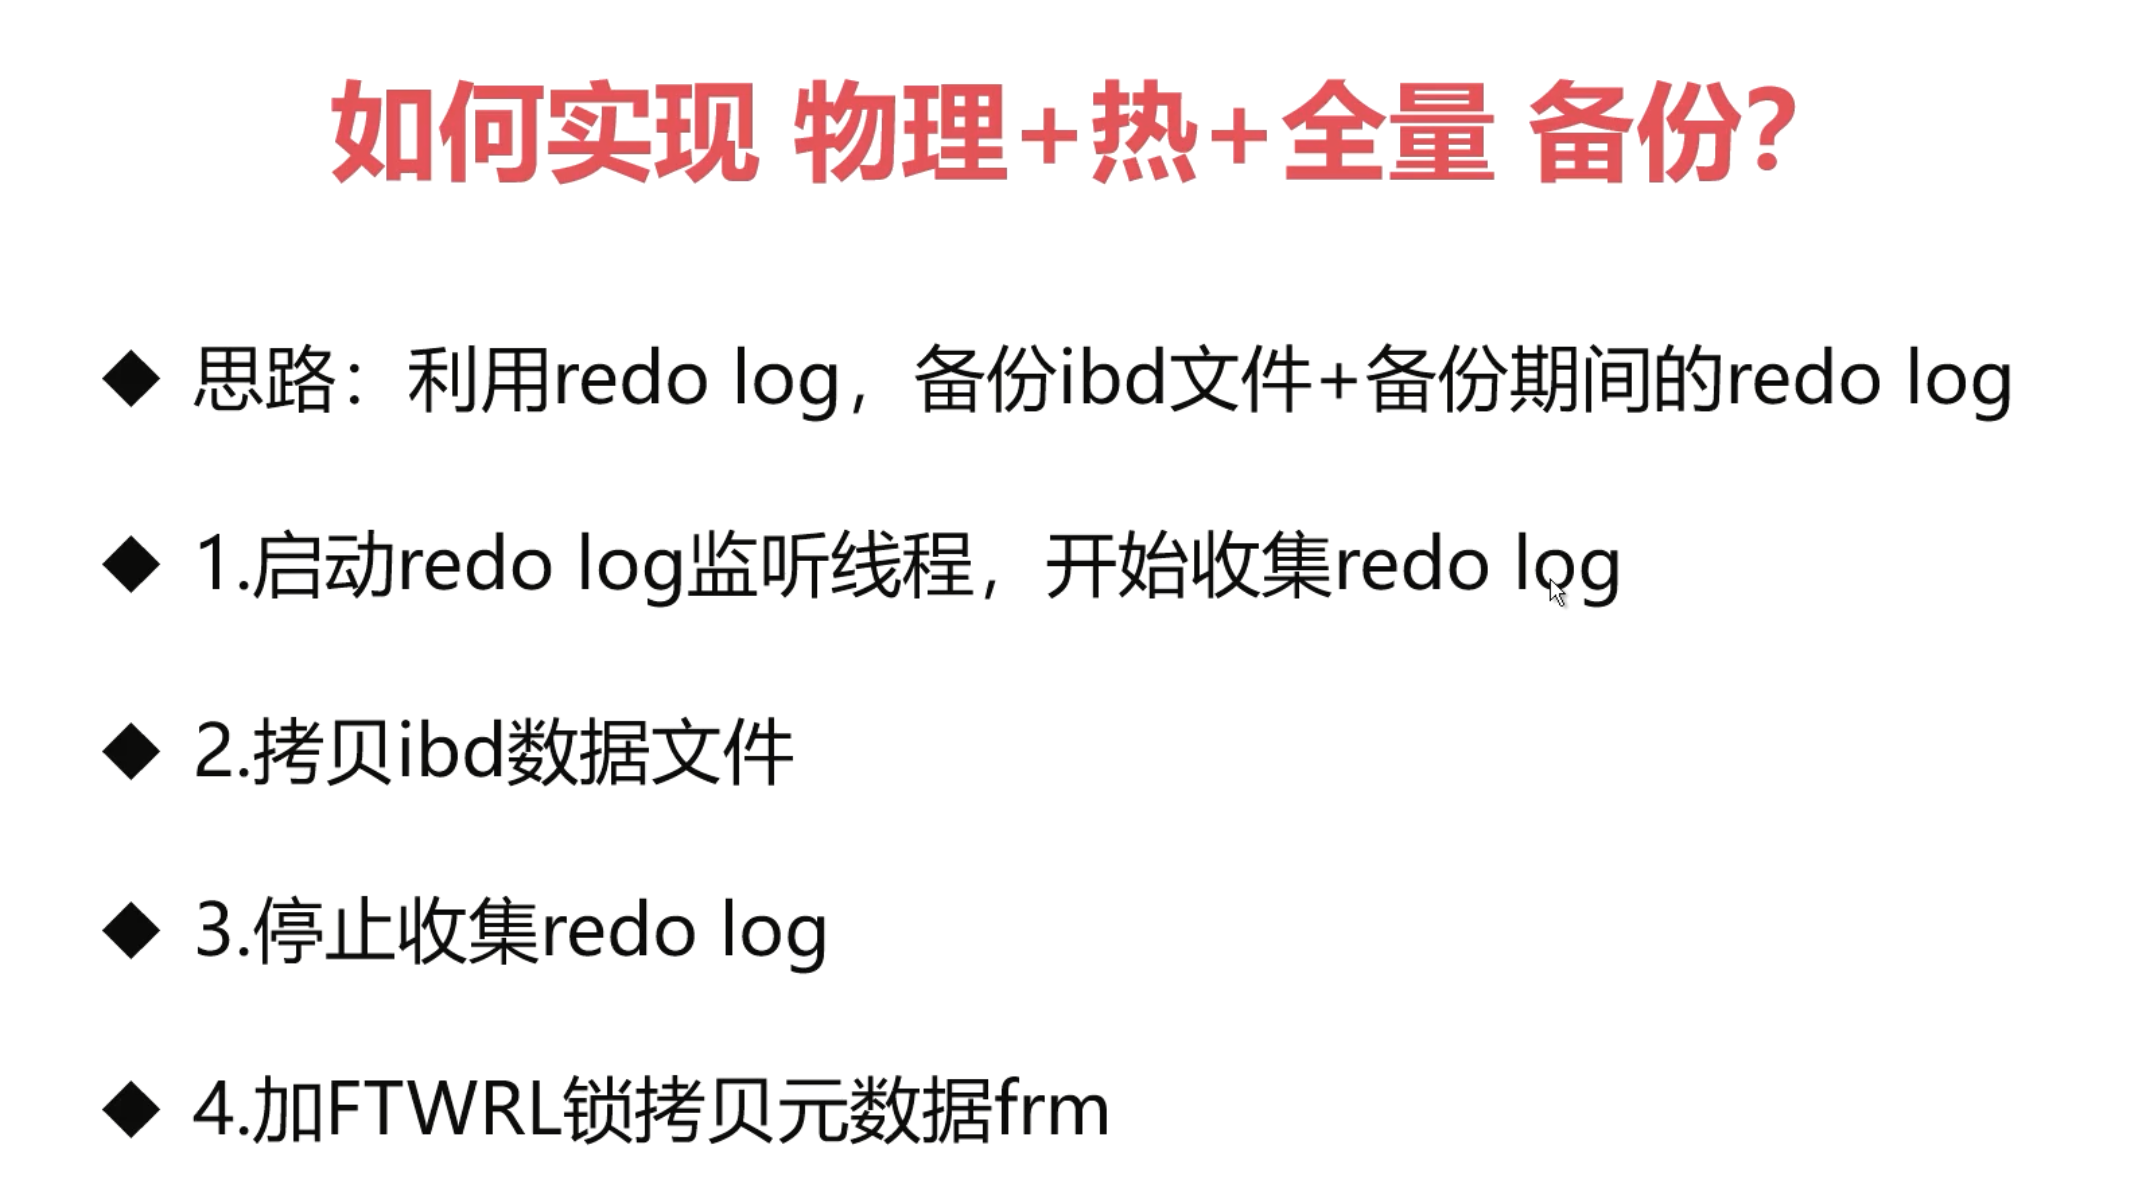 如何实现 物理+热+全量 备份?
◆ 思路：利用redo log，备份ibd文件+备份期间的redo log
◆ 1.启动redo log监听线程，开始收集redo log
◆ 2.拷贝ibd数据文件
◆ 3.停止收集redo log
◆ 4.加FTWRL锁拷贝元数据frm